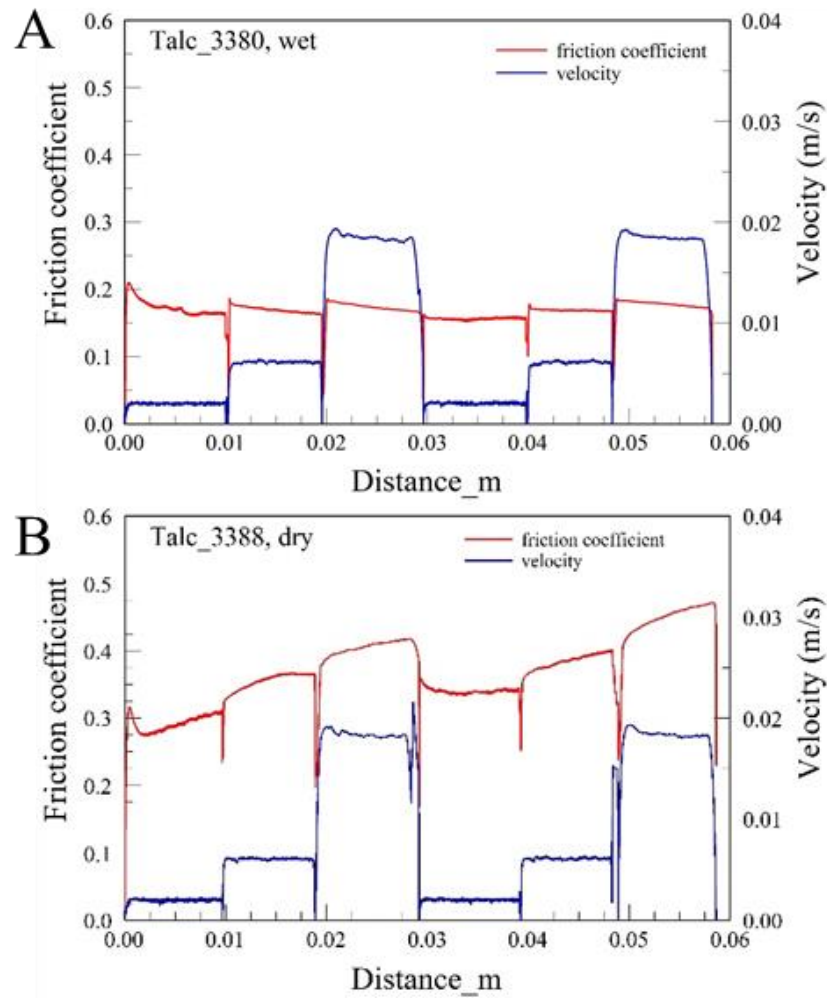 A
Talc_3380, wet
friction coefficient
velocity
Friction coefficient
Velocity (m/s)
0.6
0.5
0.4
0.3
0.2
0.1
0.0
0.04
0.03
0.02
0.01
0.00
0.00 0.01 0.02 0.03 0.04 0.05 0.06
Distance_m
B
Talc_3388, dry
friction coefficient
velocity
Friction coefficient
Velocity (m/s)
0.6
0.5
0.4
0.3
0.2
0.1
0.0
0.04
0.03
0.02
0.01
0.00
0.00 0.01 0.02 0.03 0.04 0.05 0.06
Distance_m